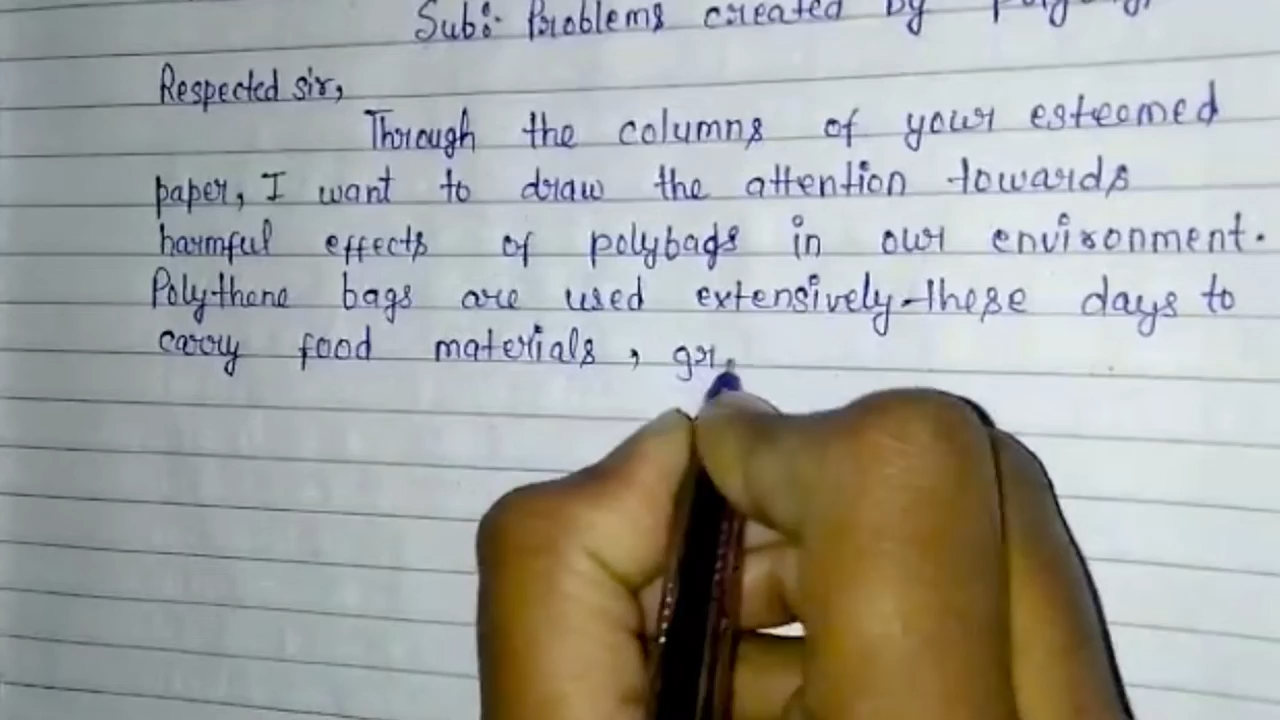 Sub:- Problems created by
Respected sir,
Through the columns of your esteemed
paper, I want to draw the attention towards
harmful effects of polybags in our environment.
Polythene bags are used extensively these days to
carry food materials, gr